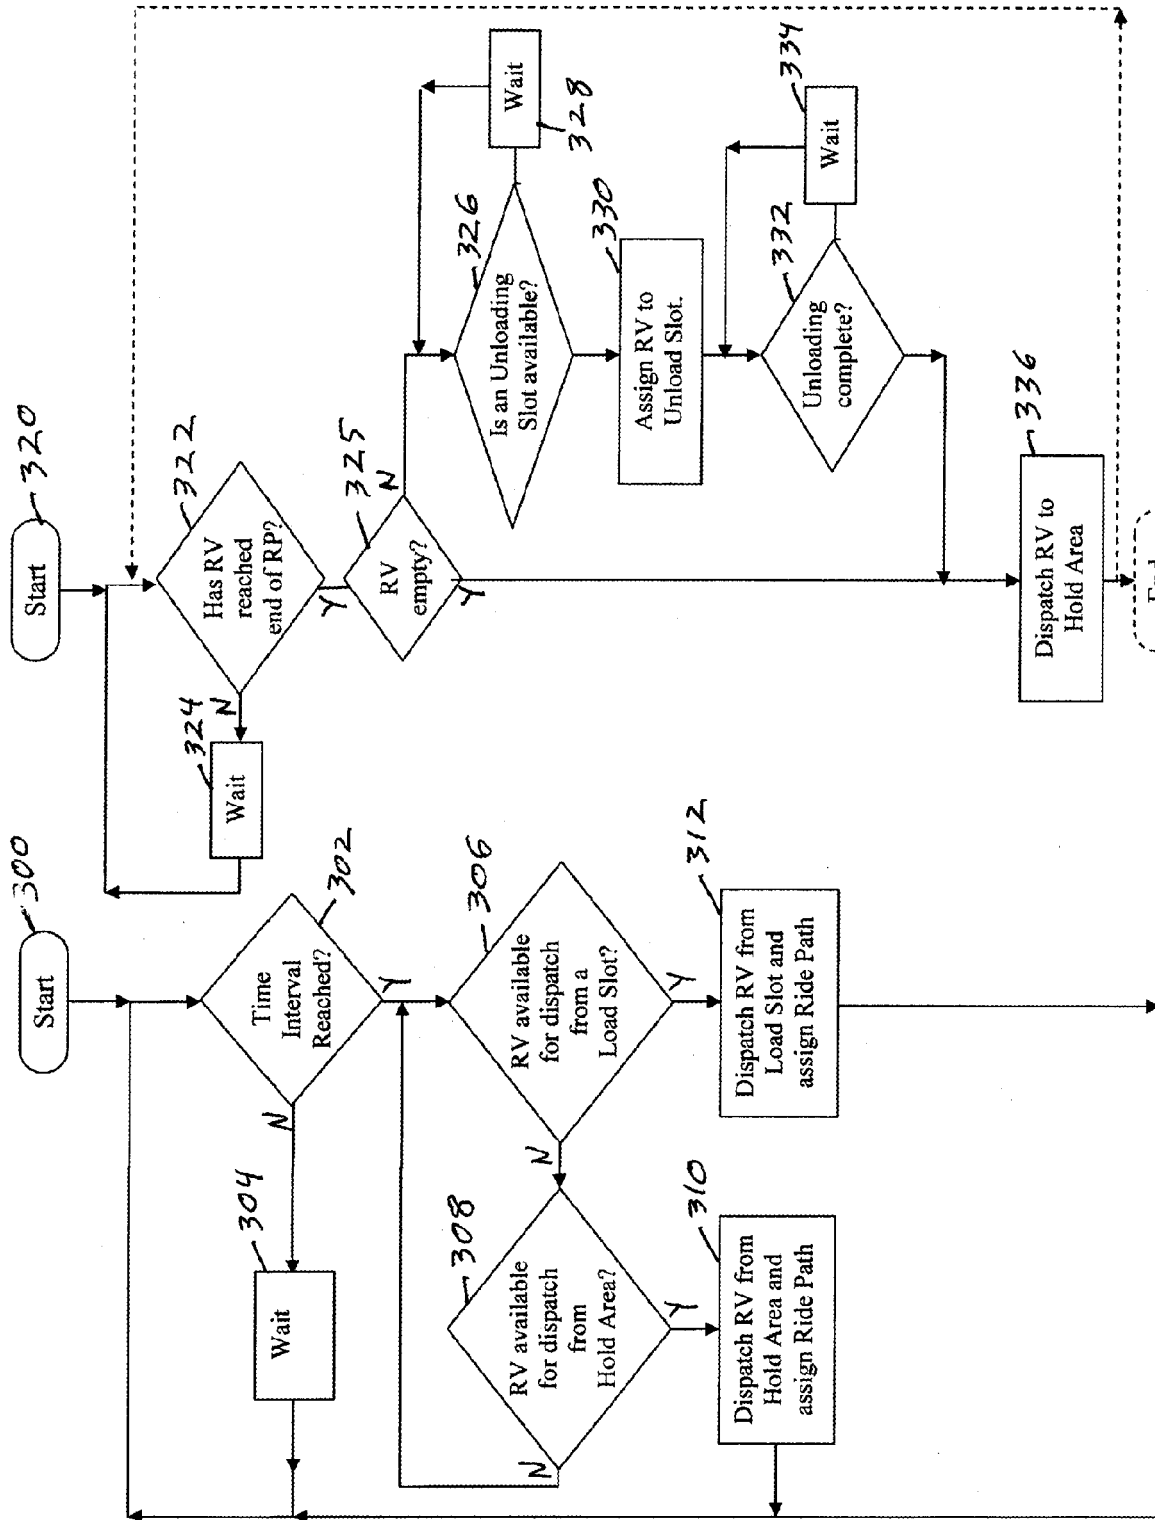 300
Start
302
Time
Interval
Reached?
N
Y
304
Wait
306
RV available
for dispatch
from a
Load Slot?
N
Y
308
RV available
for dispatch
from
Hold Area?
N
Y
310
Dispatch RV from
Hold Area and
assign Ride Path
312
Dispatch RV from
Load Slot and
assign Ride Path
320
Start
322
Has RV
reached
end of RP?
N
Y
324
Wait
325
RV
empty?
N
Y
326
Is an Unloading
Slot available?
Wait
328
330
Assign RV to
Unload Slot.
332
Unloading
complete?
334
Wait
336
Dispatch RV to
Hold Area